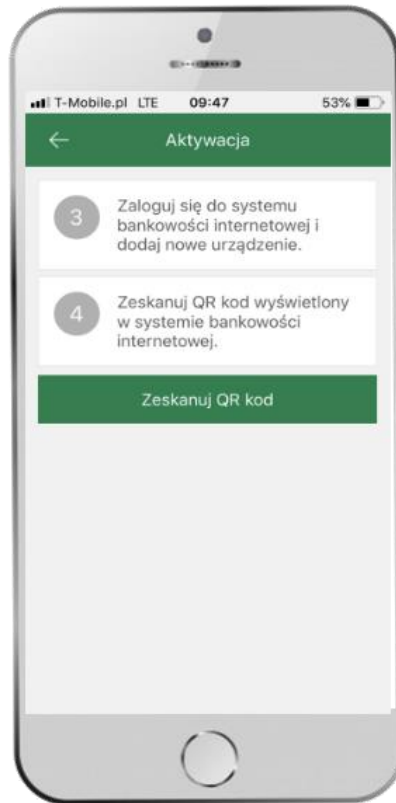 T-Mobile.pl LTE 09:47 53%
Aktywacja
3 Zaloguj się do systemu
bankowości internetowej i
dodaj nowe urządzenie.
4 Zeskanuj QR kod wyświetlony
w systemie bankowości
internetowej.
Zeskanuj QR kod